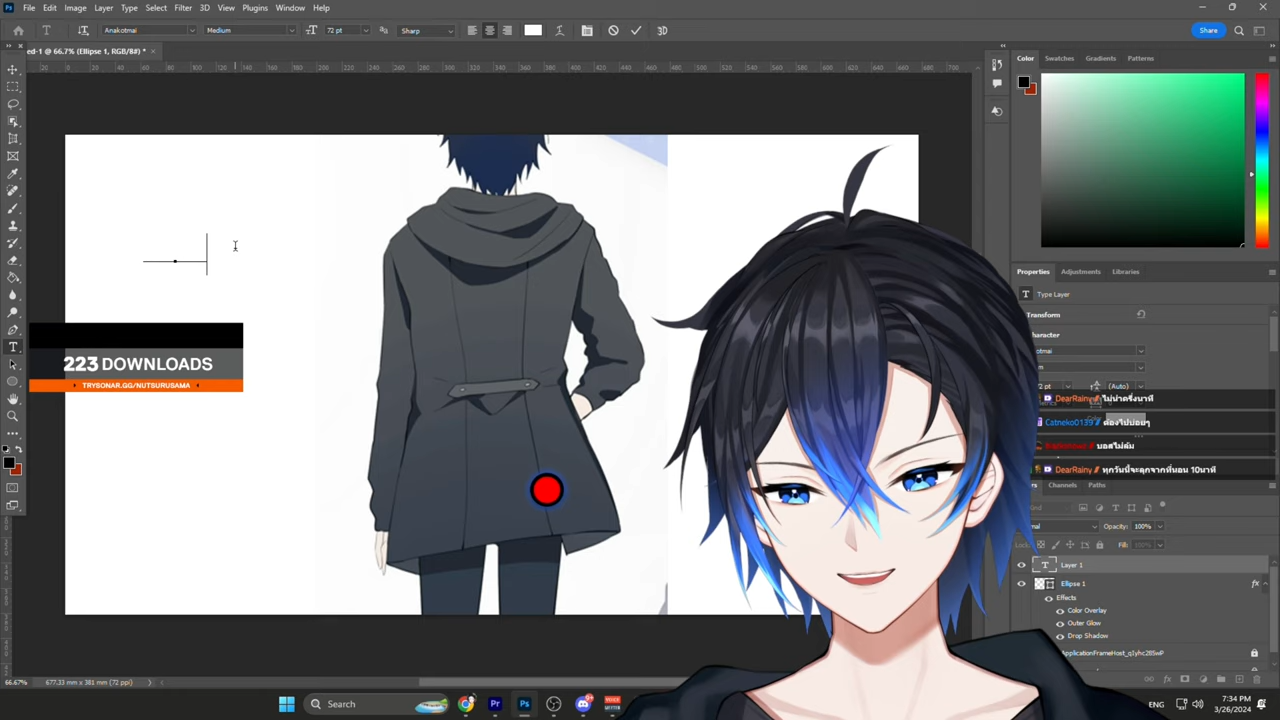 File Edit Image Layer Type Select Filter 3D View Plugins Window Help
Anakotmai Medium 72 pt Sharp Share
ed-1 @ 66.7% (Ellipse 1, RGB/8#) *
Color Swatches Gradients Patterns
Properties Adjustments Libraries
Type Layer
Transform
223 DOWNLOADS
TRYSONAR.GG/NUTSURUSAMA
72 pt (Auto)
DearRainy ไม่น่าครึ่งนาที
Catneko0139 ต้องไปบ่อยๆ
บอสไม่ล้ม
DearRainy ทุกวันนี้จะลุกจากที่นอน 10นาที
Channels Paths
Opacity: 100%
Fill: 100%
Layer 1
Ellipse 1
fx
Effects
Color Overlay
Outer Glow
Drop Shadow
66.67% 677.33 mm x 381 mm (72 ppi)
Search
ENG
7:34 PM
3/26/2024